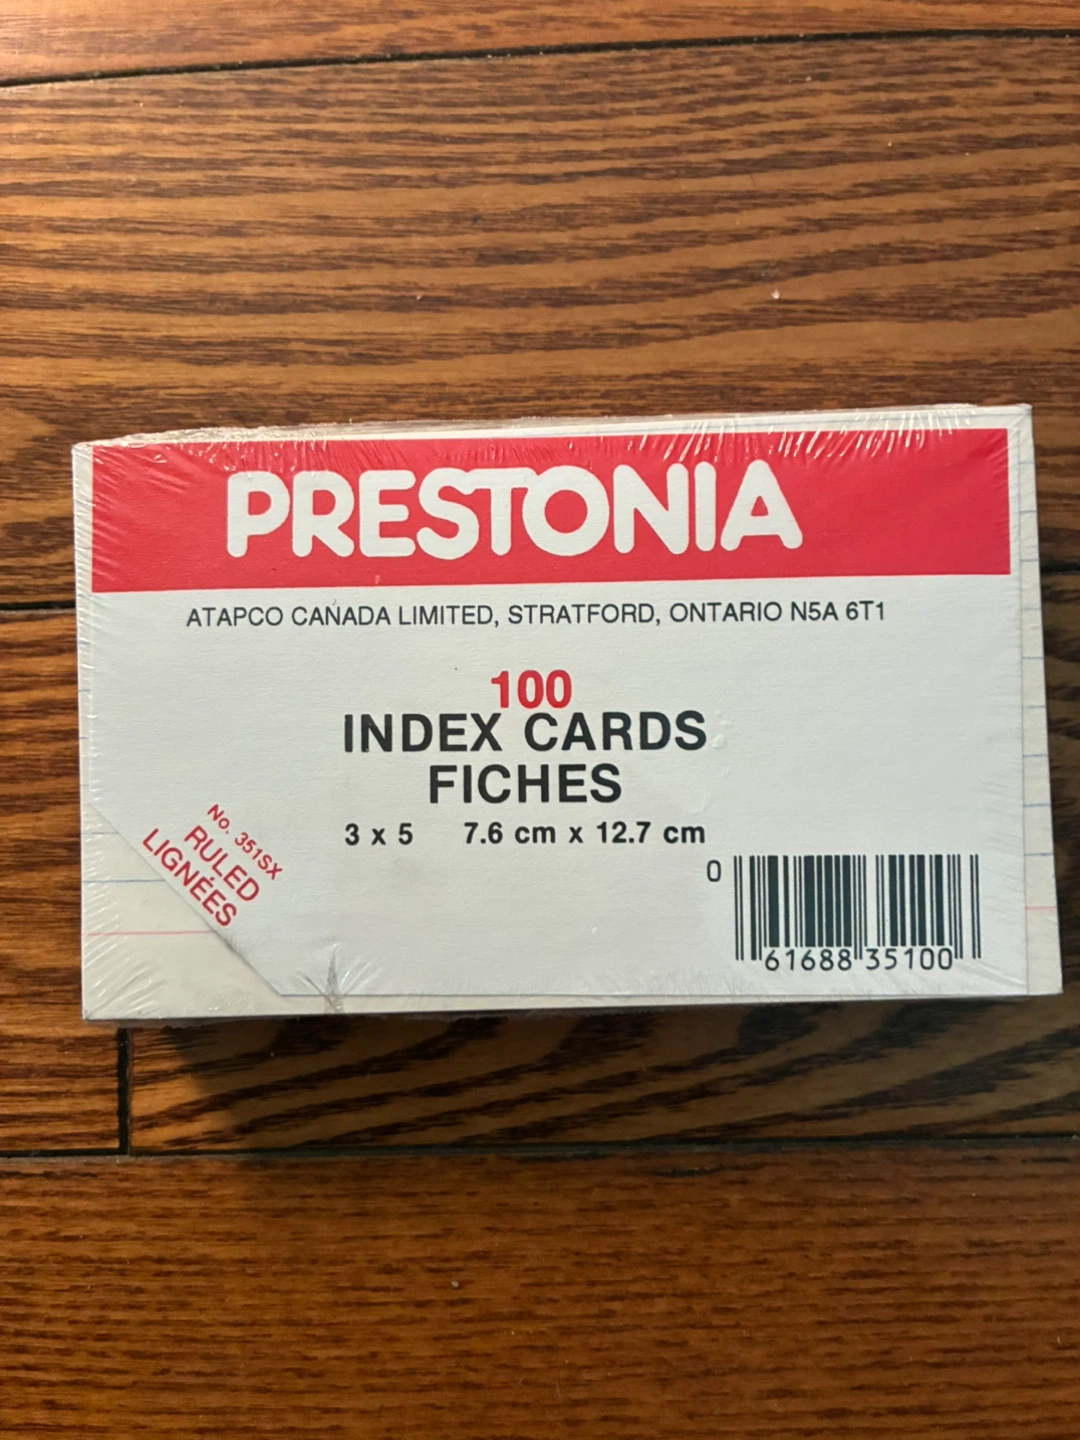 PRESTONIA
ATAPCO CANADA LIMITED, STRATFORD, ONTARIO N5A 6T1
100
INDEX CARDS
FICHES
3 x 5 7.6 cm x 12.7 cm
No. 351SX
RULED
LIGNÉES
0 61688 35100